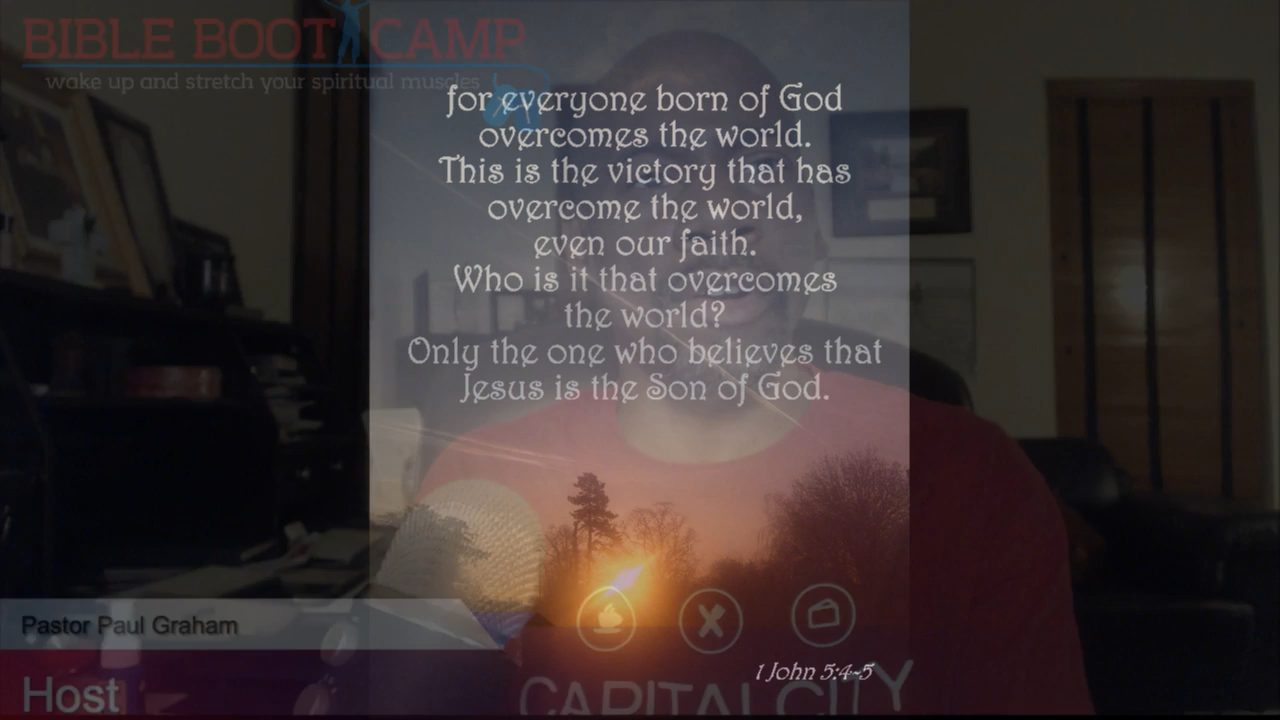 BIBLE BOOT CAMP
wake up and stretch your spiritual muscles
for everyone born of God
overcomes the world.
This is the victory that has
overcome the world,
even our faith.
Who is it that overcomes
the world?
Only the one who believes that
Jesus is the Son of God.
1 John 5:4-5
Pastor Paul Graham
Host
CAPITAL CITY